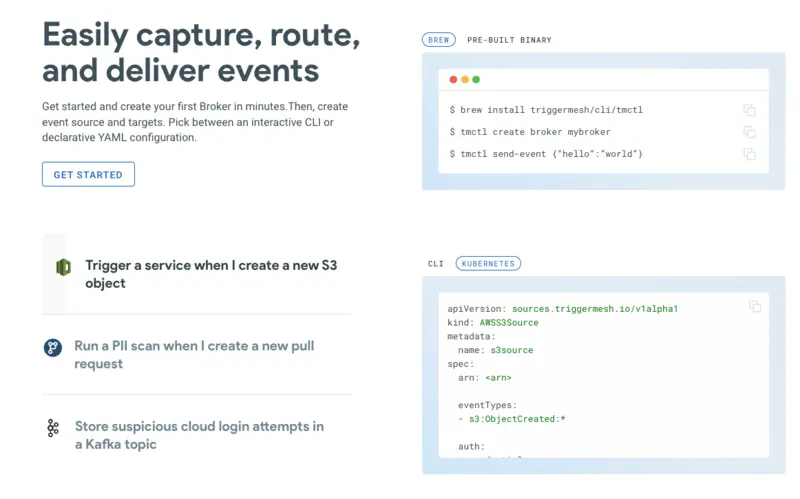 Easily capture, route,
and deliver events
Get started and create your first Broker in minutes.Then, create
event source and targets. Pick between an interactive CLI or
declarative YAML configuration.
GET STARTED
BREW PRE-BUILT BINARY
$ brew install triggermesh/cli/tmctl
$ tmctl create broker mybroker
$ tmctl send-event {"hello":"world"}
Trigger a service when I create a new S3
object
Run a PII scan when I create a new pull
request
Store suspicious cloud login attempts in
a Kafka topic
CLI KUBERNETES
apiVersion: sources.triggermesh.io/v1alpha1
kind: AWSS3Source
metadata:
  name: s3source
spec:
  arn: <arn>
  eventTypes:
  - s3:ObjectCreated:*
  auth: